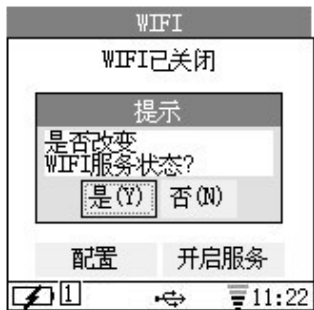 WIFI
WIFI已关闭
提示
是否改变
WIFI服务状态?
是(Y) 否(N)
配置 开启服务
1 11:22